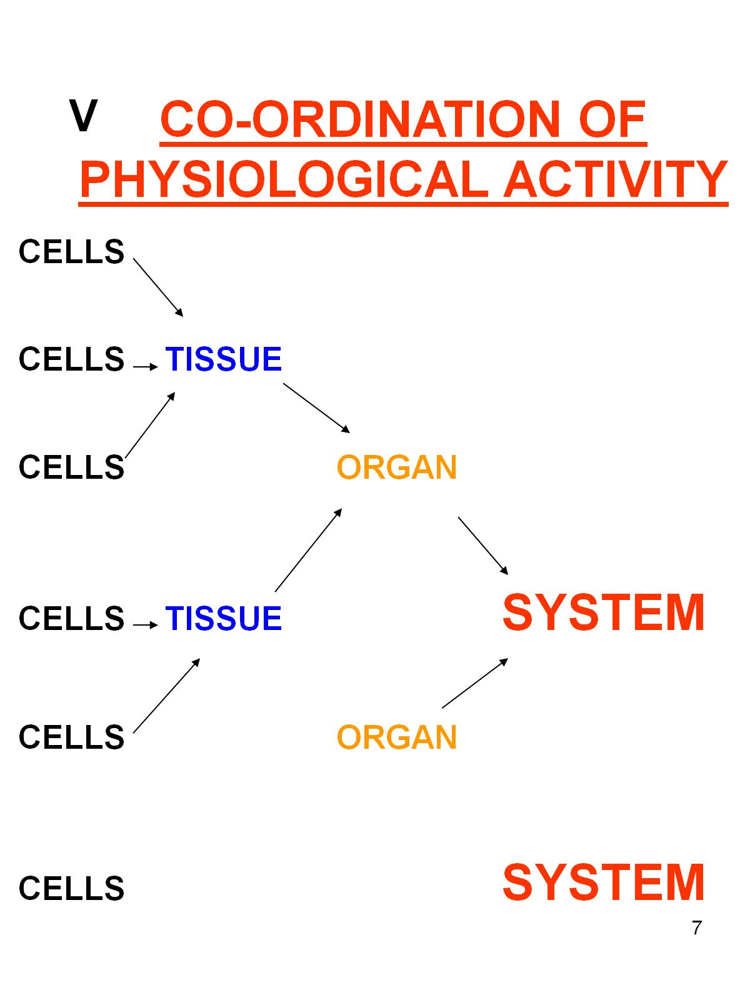 V CO-ORDINATION OF
PHYSIOLOGICAL ACTIVITY
CELLS
CELLS TISSUE
CELLS ORGAN
CELLS TISSUE SYSTEM
CELLS ORGAN
CELLS SYSTEM
7